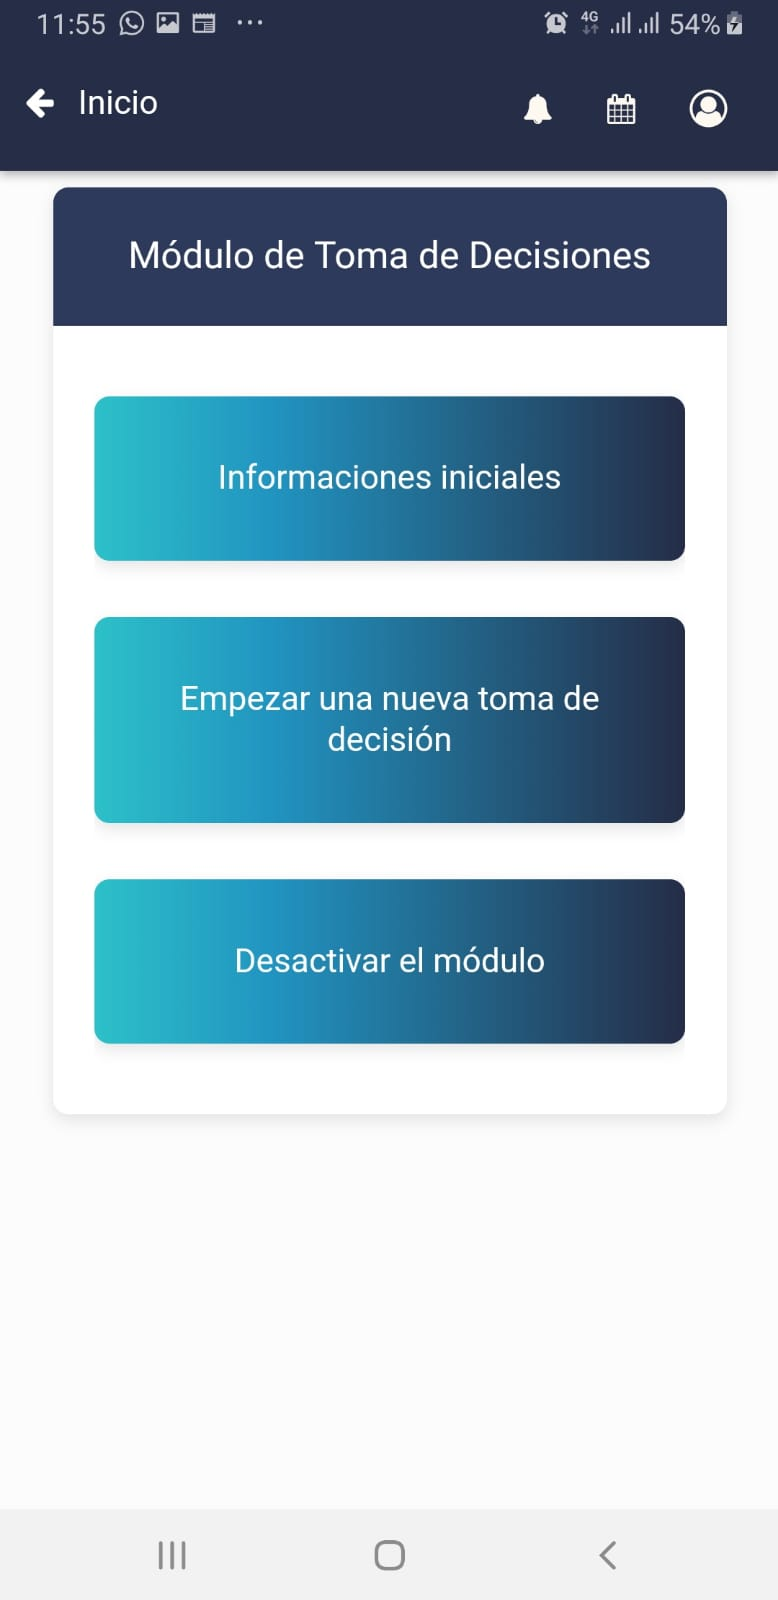 11:55 4G 54%
Inicio
Módulo de Toma de Decisiones
Informaciones iniciales
Empezar una nueva toma de
decisión
Desactivar el módulo